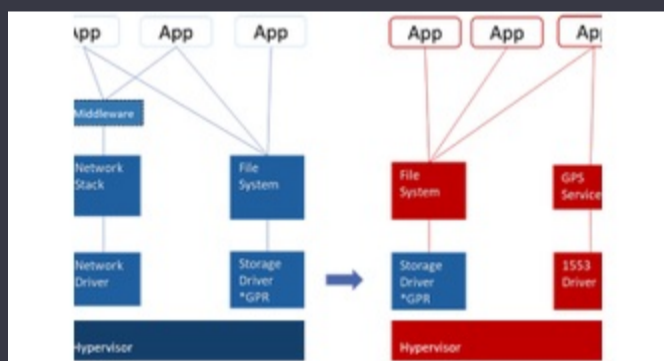 App
App
App
App
App
App
Middleware
Network
Stack
File
System
File
System
GPS
Service
Network
Driver
Storage
Driver
*GPR
Storage
Driver
*GPR
1553
Driver
Hypervisor
Hypervisor